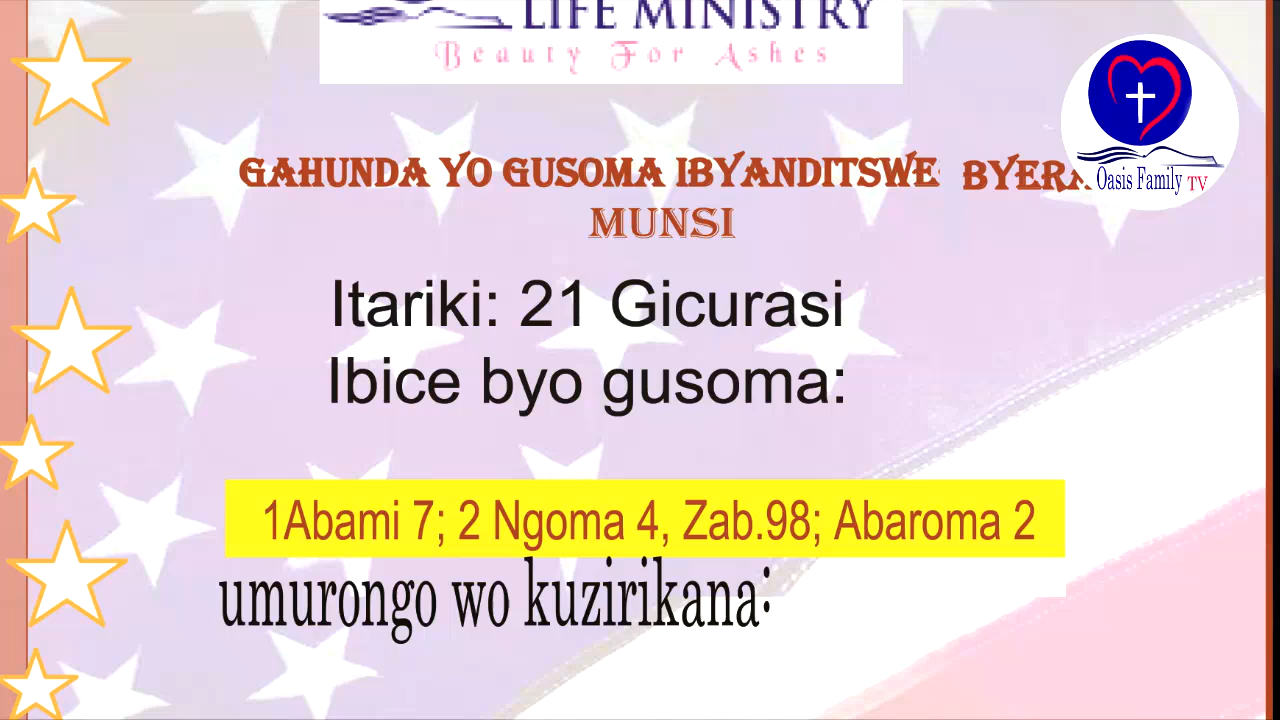 LIFE MINISTRY
Beauty For Ashes
GAHUNDA YO GUSOMA IBYANDITSWE
MUNSI
Oasis Family TV
Itariki: 21 Gicurasi
Ibice byo gusoma:
1Abami 7; 2 Ngoma 4, Zab.98; Abaroma 2
umurongo wo kuzirikana: